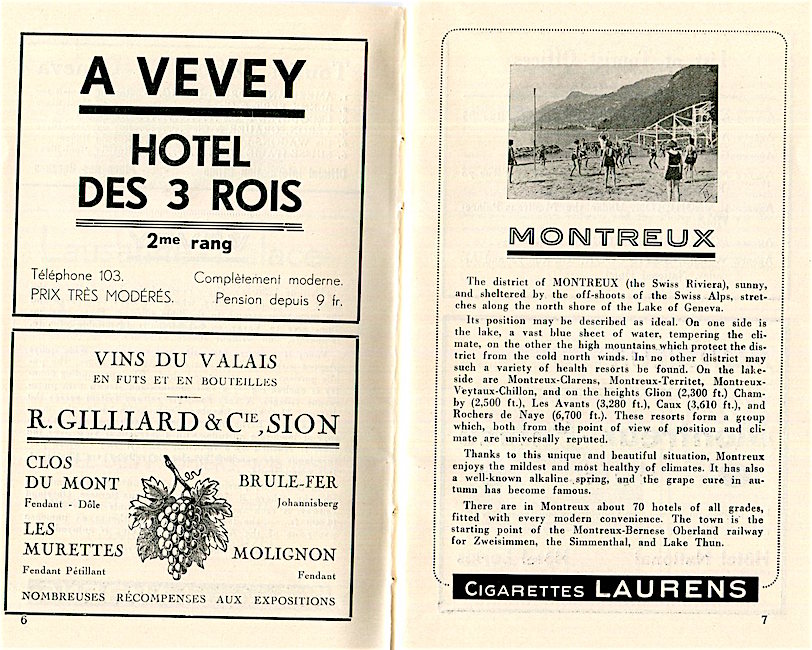 A VEVEY
HOTEL
DES 3 ROIS
2me rang
Téléphone 103.
PRIX TRÈS MODÉRÉS.
Complètement moderne.
Pension depuis 9 fr.
VINS DU VALAIS
EN FUTS ET EN BOUTEILLES
R. GILLIARD & CIE, SION
CLOS
DU MONT
Fendant - Dôle
BRULE-FER
Johannisberg
LES
MURETTES
Fendant Pétillant
MOLIGNON
Fendant
NOMBREUSES RÉCOMPENSES AUX EXPOSITIONS
6
MONTREUX
The district of MONTREUX (the Swiss Riviera), sunny,
and sheltered by the off-shoots of the Swiss Alps, stret-
ches along the north shore of the Lake of Geneva.
Its position may be described as ideal. On one side is
the lake, a vast blue sheet of water, tempering the cli-
mate, on the other the high mountains which protect the dis-
trict from the cold north winds. In no other district may
such a variety of health resorts be found. On the lake-
side are Montreux-Clarens, Montreux-Territet, Montreux-
Veytaux-Chillon, and on the heights Glion (2,300 ft.) Cham-
by (2,500 ft.), Les Avants (3,280 ft.), Caux (3,610 ft.), and
Rochers de Naye (6,700 ft.). These resorts form a group
which, both from the point of view of position and cli-
mate are universally reputed.
Thanks to this unique and beautiful situation, Montreux
enjoys the mildest and most healthy of climates. It has also
a well-known alkaline spring, and the grape cure in au-
tumn has become famous.
There are in Montreux about 70 hotels of all grades,
fitted with every modern convenience. The town is the
starting point of the Montreux-Bernese Oberland railway
for Zweisimmen, the Simmenthal, and Lake Thun.
CIGARETTES LAURENS
7